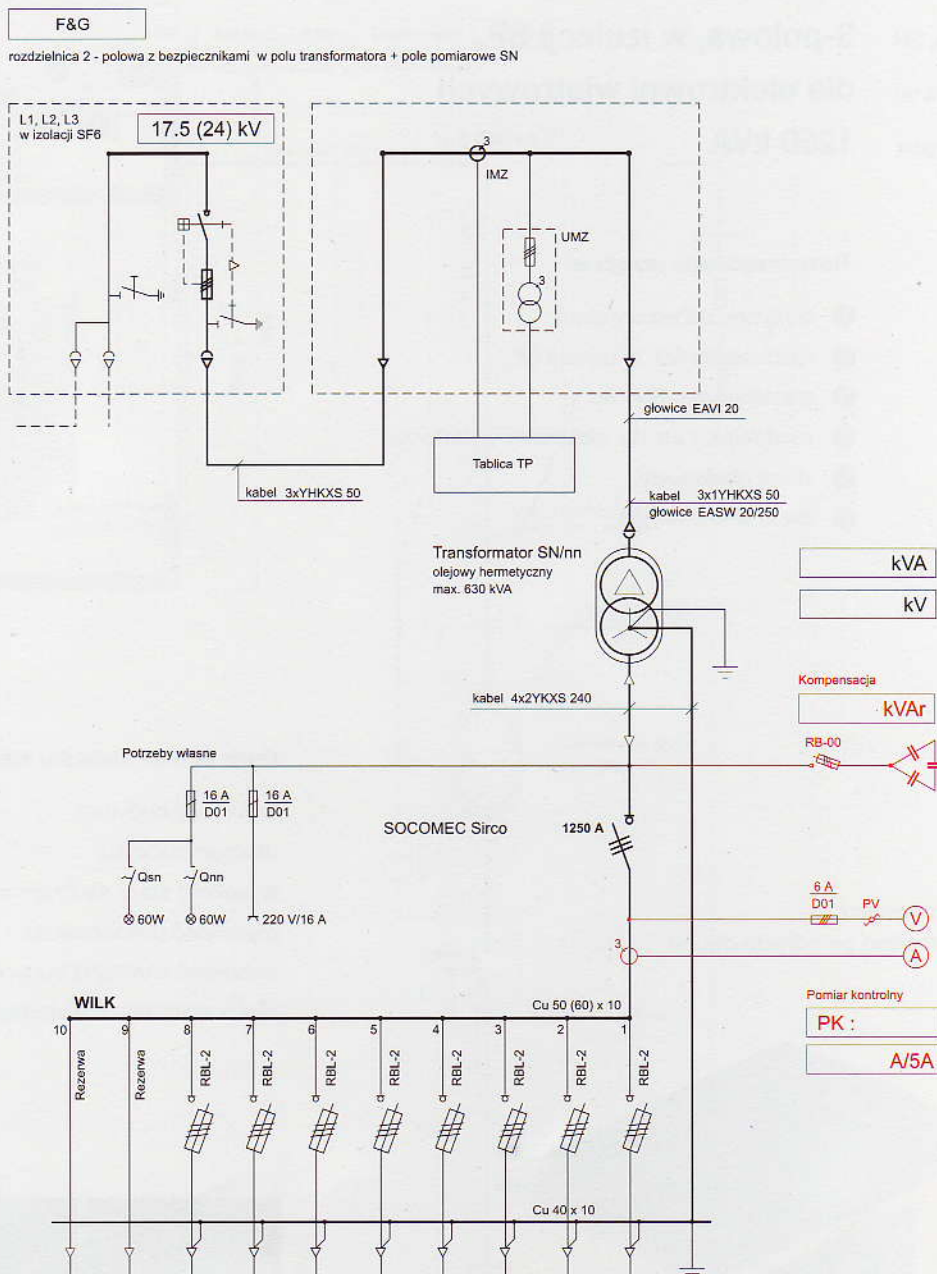 F&G
rozdzielnica 2 - polowa z bezpiecznikami w polu transformatora + pole pomiarowe SN
L1, L2, L3
w izolacji SF6
17.5 (24) kV
3
IMZ
UMZ
3
głowice EAVI 20
Tablica TP
kabel 3xYHKXS 50
kabel 3x1YHKXS 50
głowice EASW 20/250
Transformator SN/nn
olejowy hermetyczny
max. 630 kVA
kVA
kV
Kompensacja
kVAr
kabel 4x2YKXS 240
RB-00
Potrzeby własne
16 A
D01
16 A
D01
SOCOMEC Sirco
1250 A
Qsn
Qnn
60W
60W
220 V/16 A
6 A
D01
PV
V
3
A
Pomiar kontrolny
PK :
A/5A
WILK
Cu 50 (60) x 10
10 9 8 7 6 5 4 3 2 1
Rezerwa
Rezerwa
RBL-2
RBL-2
RBL-2
RBL-2
RBL-2
RBL-2
RBL-2
RBL-2
Cu 40 x 10